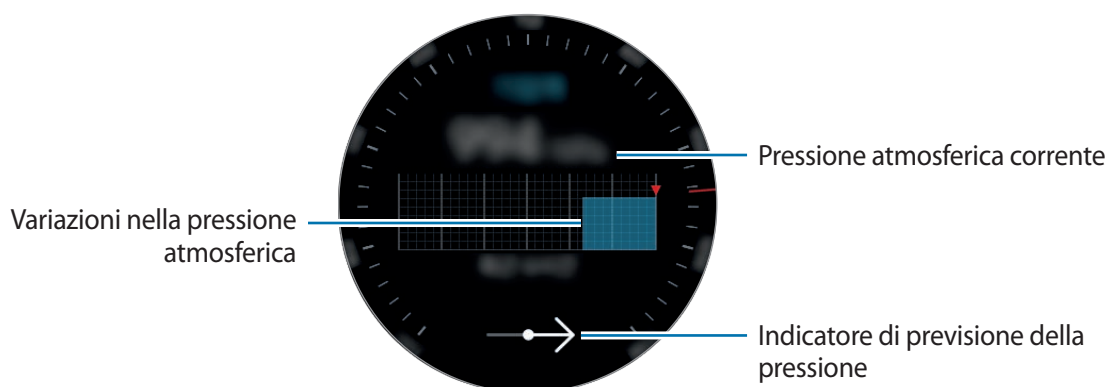 Pressione atmosferica corrente
Variazioni nella pressione
atmosferica
Indicatore di previsione della
pressione